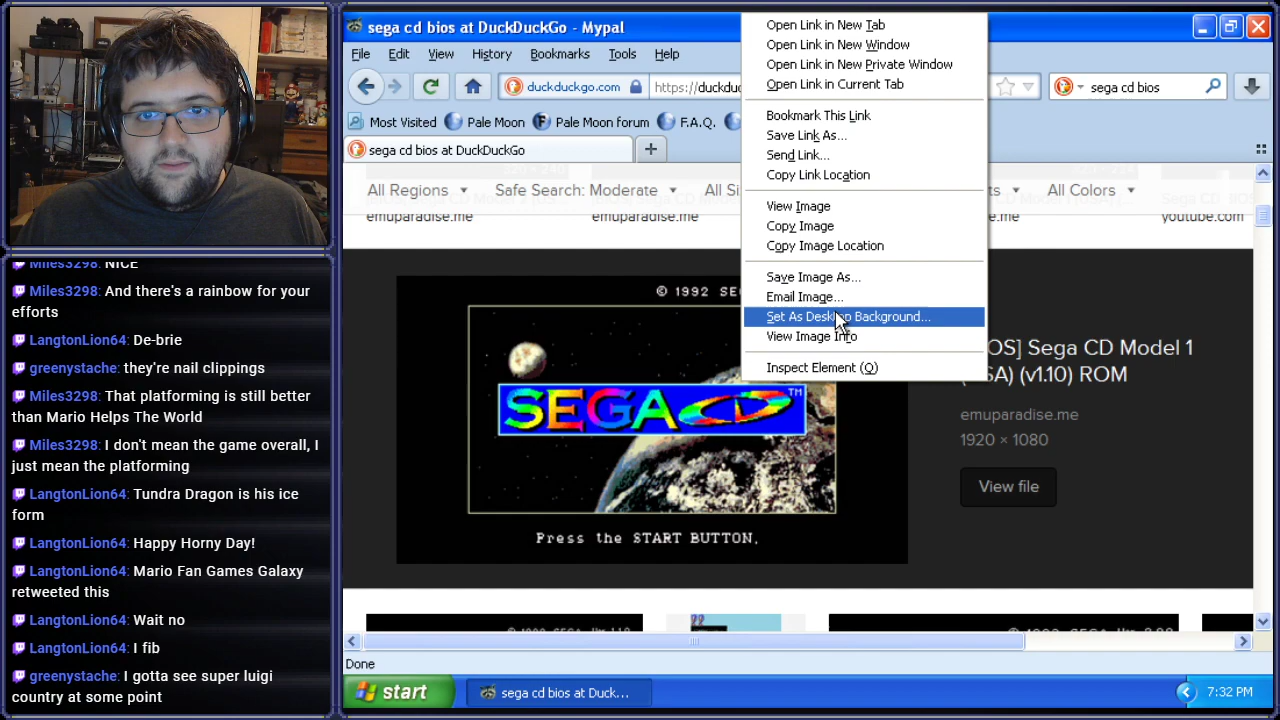 sega cd bios at DuckDuckGo - Mypal
File Edit View History Bookmarks Tools Help
duckduckgo.com https://duckduc
sega cd bios
Most Visited Pale Moon Pale Moon forum F.A.Q.
sega cd bios at DuckDuckGo
All Regions Safe Search: Moderate All Si ts All Colors
emuparadise.me emuparadise.me me youtube.com
Open Link in New Tab
Open Link in New Window
Open Link in New Private Window
Open Link in Current Tab
Bookmark This Link
Save Link As...
Send Link...
Copy Link Location
View Image
Copy Image
Copy Image Location
Save Image As...
Email Image...
Set As Desktop Background...
View Image Info
Inspect Element (Q)
© 1992 SE
SEGA CD™
Press the START BUTTON.
OS] Sega CD Model 1
SA) (v1.10) ROM
emuparadise.me
1920 × 1080
View file
Done
start
sega cd bios at Duck...
7:32 PM
Miles3298: NICE
Miles3298: And there's a rainbow for your
efforts
LangtonLion64: De-brie
greenystache: they're nail clippings
Miles3298: That platforming is still better
than Mario Helps The World
Miles3298: I don't mean the game overall, I
just mean the platforming
LangtonLion64: Tundra Dragon is his ice
form
LangtonLion64: Happy Horny Day!
LangtonLion64: Mario Fan Games Galaxy
retweeted this
LangtonLion64: Wait no
LangtonLion64: I fib
greenystache: I gotta see super luigi
country at some point